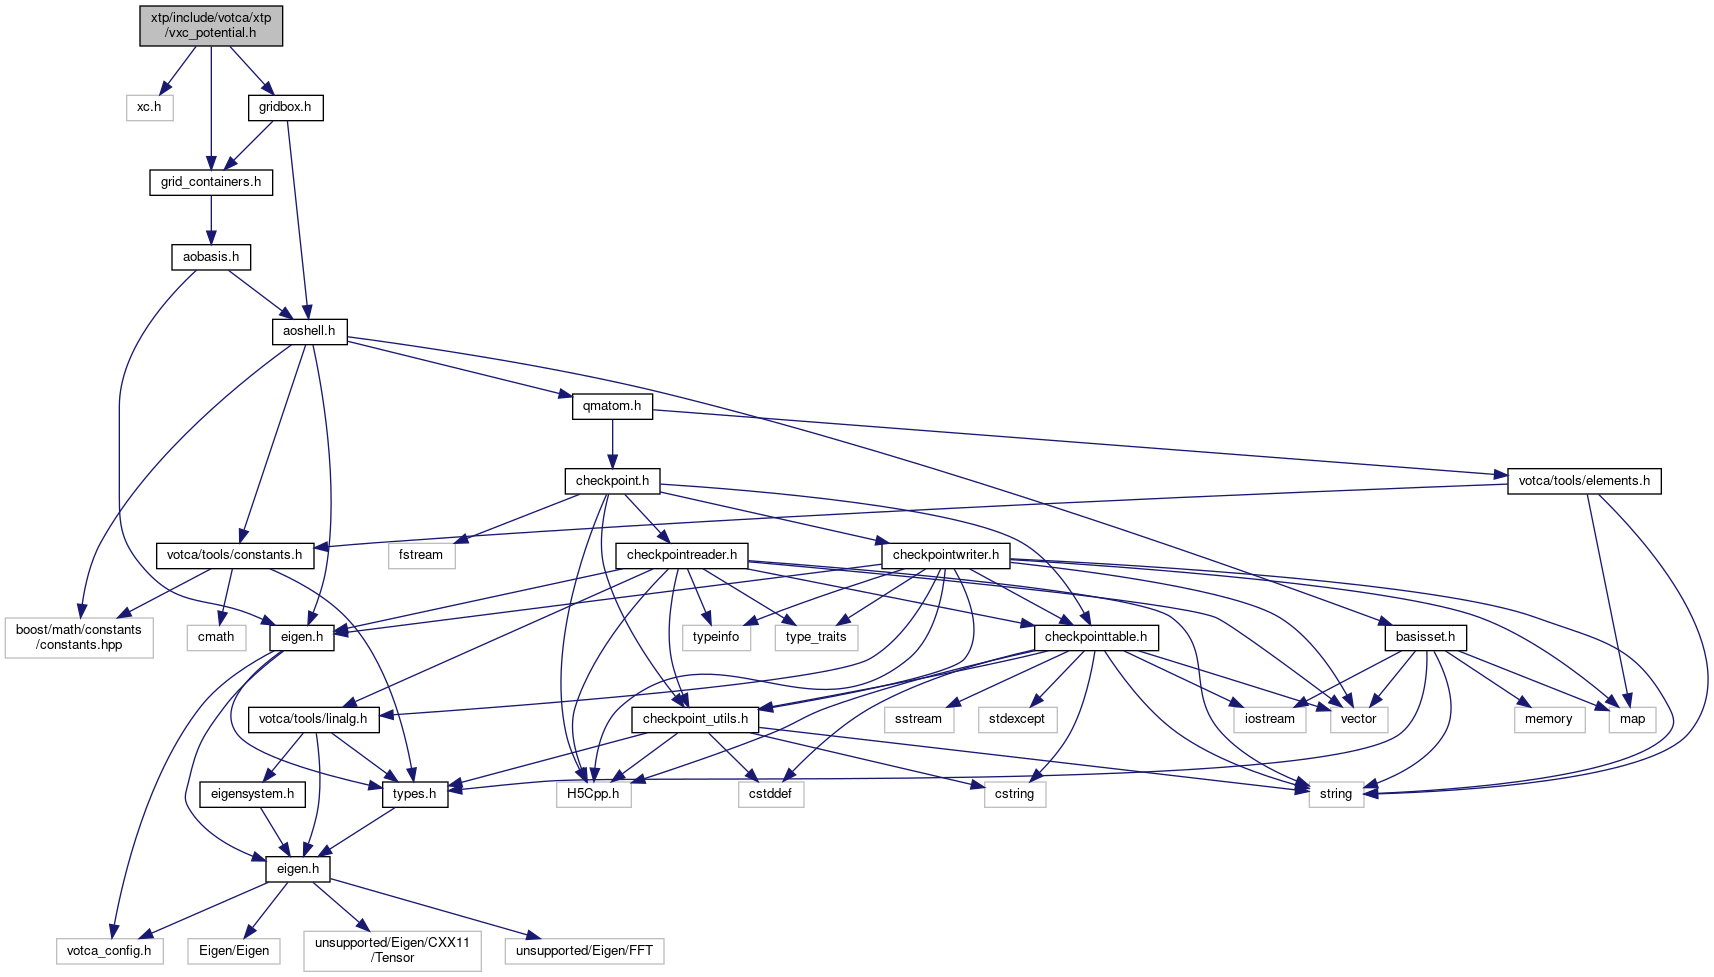 xtp/include/votca/xtp
/vxc_potential.h
xc.h
gridbox.h
grid_containers.h
aobasis.h
aoshell.h
qmatom.h
checkpoint.h
votca/tools/elements.h
votca/tools/constants.h
fstream
checkpointreader.h
checkpointwriter.h
boost/math/constants
/constants.hpp
cmath
eigen.h
typeinfo
type_traits
checkpointtable.h
basisset.h
votca/tools/linalg.h
checkpoint_utils.h
sstream
stdexcept
iostream
vector
memory
map
eigensystem.h
types.h
H5Cpp.h
cstddef
cstring
string
eigen.h
votca_config.h
Eigen/Eigen
unsupported/Eigen/CXX11
/Tensor
unsupported/Eigen/FFT